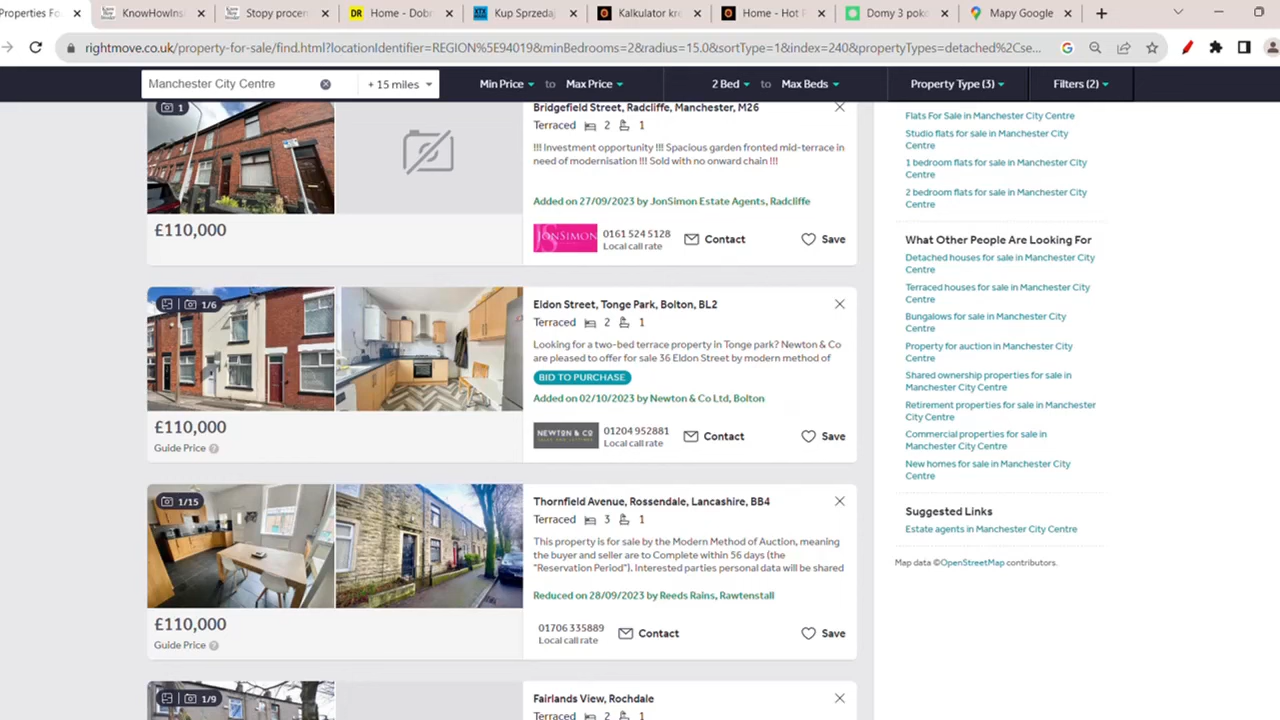 Properties Fo
KnowHowIns
Stopy procen
DR Home - Dob
Kup Sprzedaj
Kalkulator kre
Home - Hot P
Domy 3 poko
Mapy Google
rightmove.co.uk/property-for-sale/find.html?locationIdentifier=REGION%5E94019&minBedrooms=2&radius=15.0&sortType=1&index=240&propertyTypes=detached%2Cse...
Manchester City Centre
+ 15 miles
Min Price to Max Price
2 Bed to Max Beds
Property Type (3)
Filters (2)
1
Bridgefield Street, Radcliffe, Manchester, M26
Terraced 2 1
!!! Investment opportunity !!! Spacious garden fronted mid-terrace in
need of modernisation !!! Sold with no onward chain !!!
Added on 27/09/2023 by JonSimon Estate Agents, Radcliffe
£110,000
JONSIMON
0161 524 5128
Local call rate
Contact
Save
1/6
Eldon Street, Tonge Park, Bolton, BL2
Terraced 2 1
Looking for a two-bed terrace property in Tonge park? Newton & Co
are pleased to offer for sale 36 Eldon Street by modern method of
BID TO PURCHASE
Added on 02/10/2023 by Newton & Co Ltd, Bolton
£110,000
Guide Price
NEWTON & CO
01204 952881
Local call rate
Contact
Save
1/15
Thornfield Avenue, Rossendale, Lancashire, BB4
Terraced 3 1
This property is for sale by the Modern Method of Auction, meaning
the buyer and seller are to Complete within 56 days (the
"Reservation Period"). Interested parties personal data will be shared
Reduced on 28/09/2023 by Reeds Rains, Rawtenstall
£110,000
Guide Price
01706 335889
Local call rate
Contact
Save
1/9
Fairlands View, Rochdale
Terraced 2 1
Flats For Sale in Manchester City Centre
Studio flats for sale in Manchester City
Centre
1 bedroom flats for sale in Manchester City
Centre
2 bedroom flats for sale in Manchester City
Centre
What Other People Are Looking For
Detached houses for sale in Manchester City
Centre
Terraced houses for sale in Manchester City
Centre
Bungalows for sale in Manchester City
Centre
Property for auction in Manchester City
Centre
Shared ownership properties for sale in
Manchester City Centre
Retirement properties for sale in Manchester
City Centre
Commercial properties for sale in
Manchester City Centre
New homes for sale in Manchester City
Centre
Suggested Links
Estate agents in Manchester City Centre
Map data ©OpenStreetMap contributors.